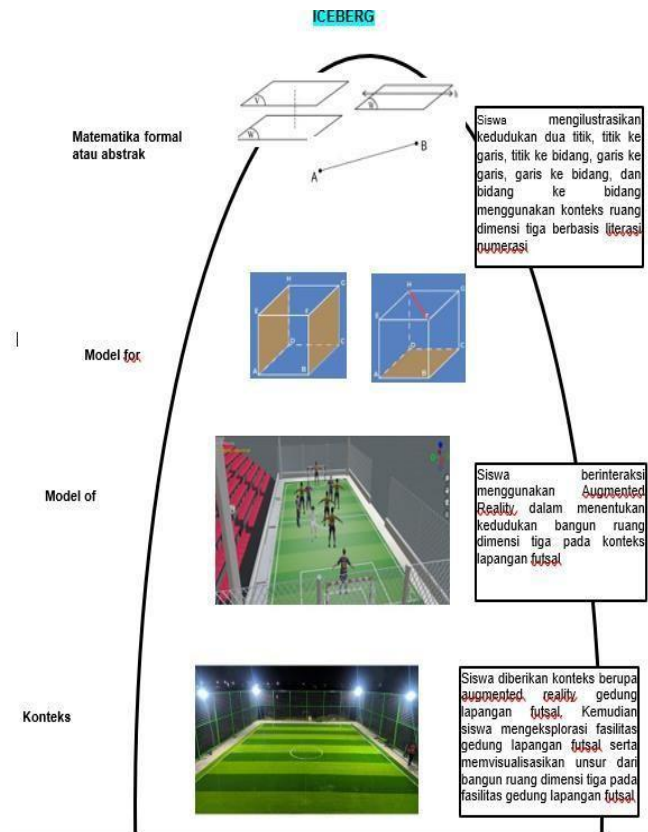 ICEBERG
Matematika formal
atau abstrak
V
W
W
A
B
Siswa mengilustrasikan
kedudukan dua titik, titik ke
garis, titik ke bidang, garis ke
garis, garis ke bidang, dan
bidang ke bidang
menggunakan konteks ruang
dimensi tiga berbasis literasi
numerasi
Model for
H
G
E
F
D
C
A
B
H
G
E
F
D
C
A
B
Model of
Siswa berinteraksi
menggunakan Augmented
Reality dalam menentukan
kedudukan bangun ruang
dimensi tiga pada konteks
lapangan futsal
Konteks
Siswa diberikan konteks berupa
augmented reality gedung
lapangan futsal. Kemudian
siswa mengeksplorasi fasilitas
gedung lapangan futsal serta
memvisualisasikan unsur dari
bangun ruang dimensi tiga pada
fasilitas gedung lapangan futsal